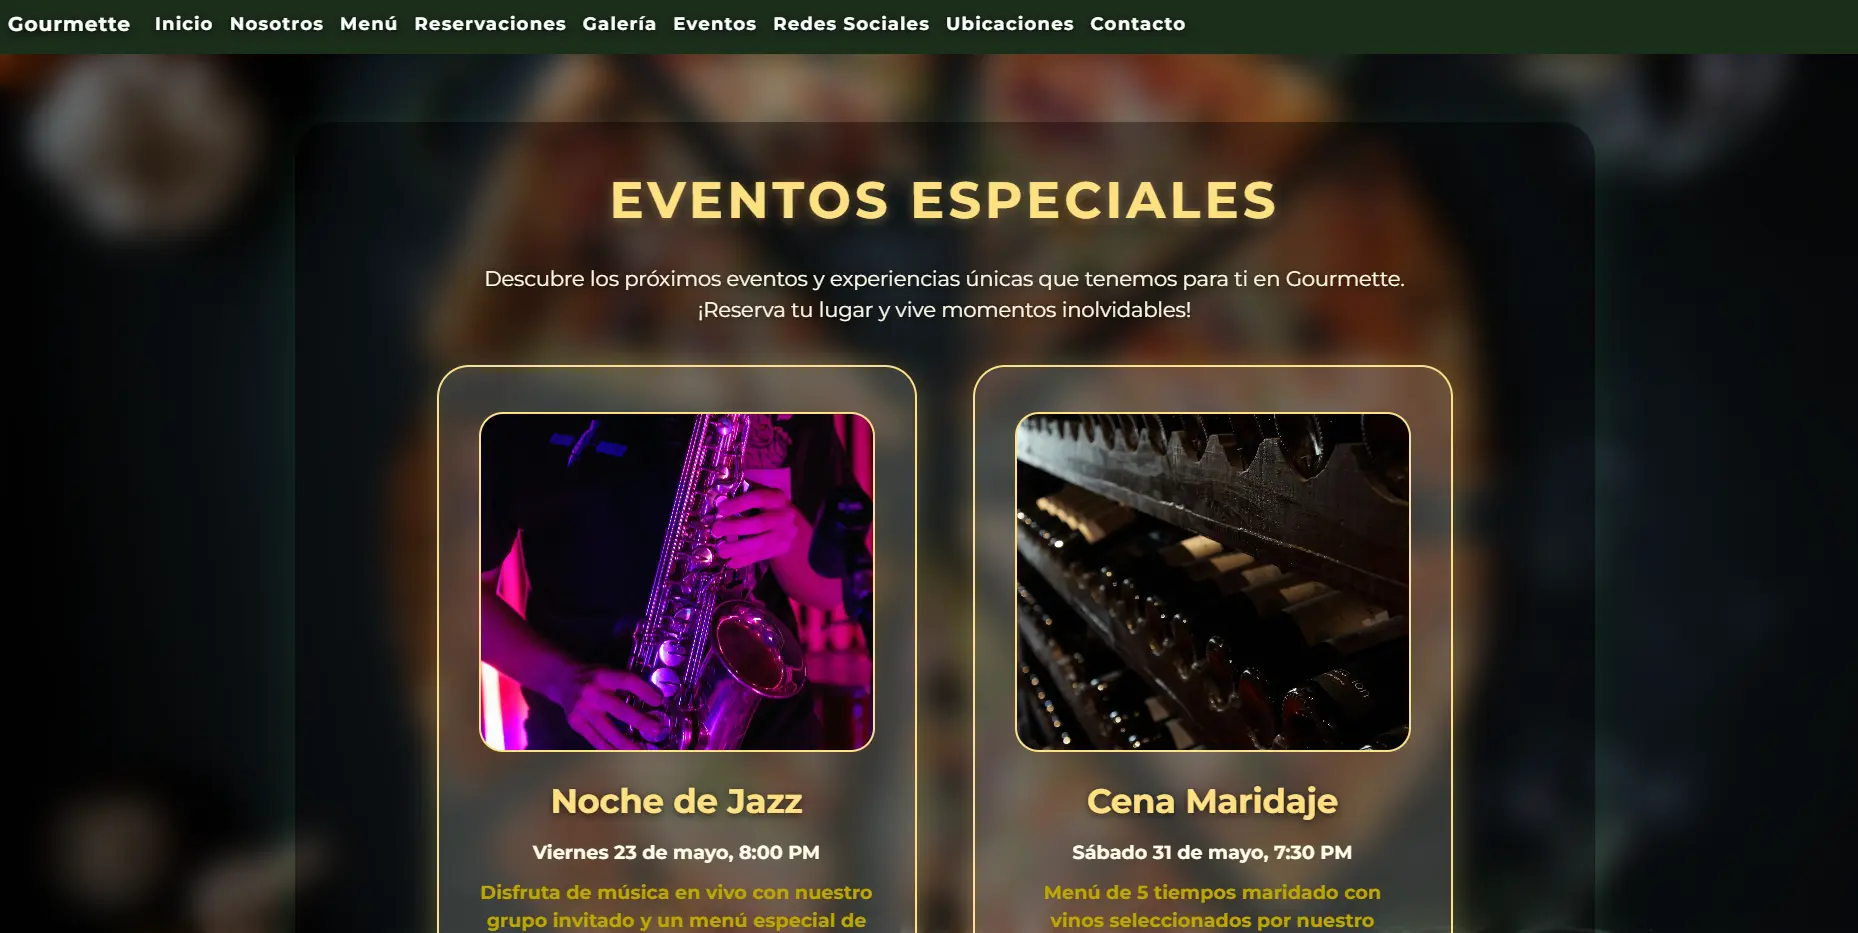 Gourmette Inicio Nosotros Menú Reservaciones Galería Eventos Redes Sociales Ubicaciones Contacto
EVENTOS ESPECIALES
Descubre los próximos eventos y experiencias únicas que tenemos para ti en Gourmette.
¡Reserva tu lugar y vive momentos inolvidables!
Noche de Jazz
Viernes 23 de mayo, 8:00 PM
Disfruta de música en vivo con nuestro
grupo invitado y un menú especial de
Cena Maridaje
Sábado 31 de mayo, 7:30 PM
Menú de 5 tiempos maridado con
vinos seleccionados por nuestro